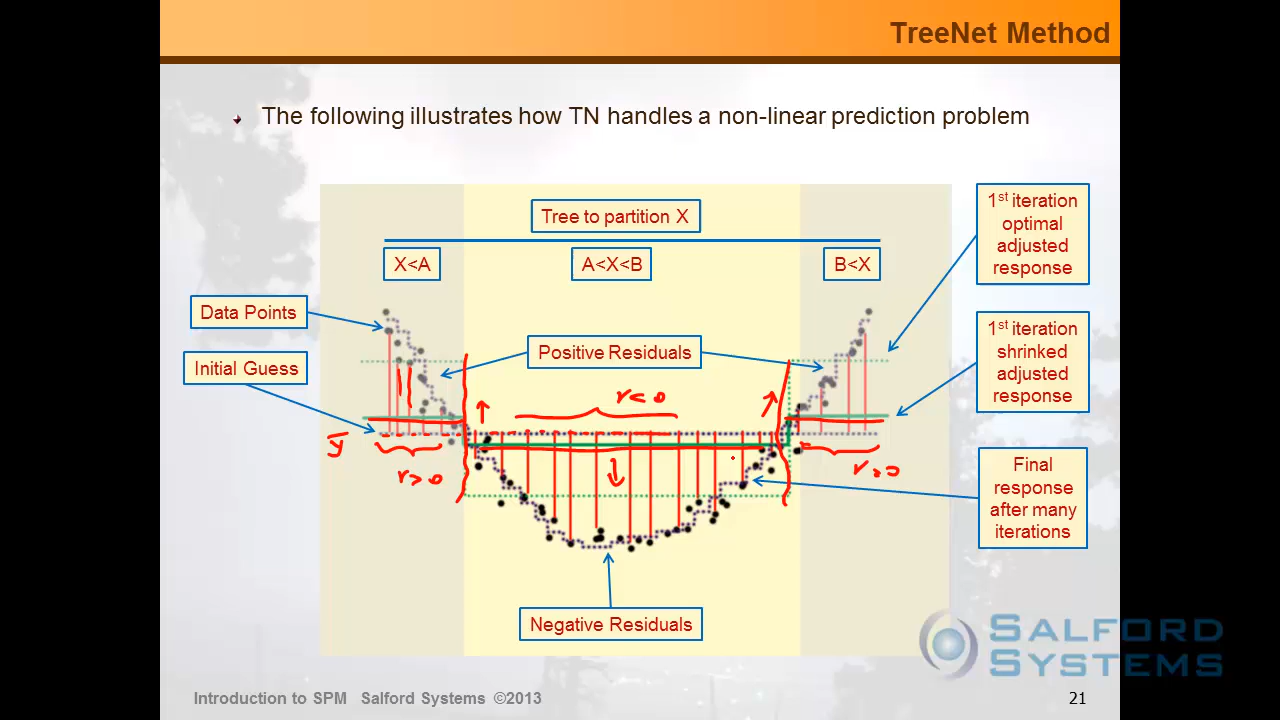 TreeNet Method
The following illustrates how TN handles a non-linear prediction problem
Tree to partition X
X<A
A<X<B
B<X
1st iteration
optimal
adjusted
response
Data Points
Initial Guess
Positive Residuals
1st iteration
shrinked
adjusted
response
r<0
ȳ
r>0
r>0
Final
response
after many
iterations
Negative Residuals
SALFORD
SYSTEMS
Introduction to SPM Salford Systems ©2013
21